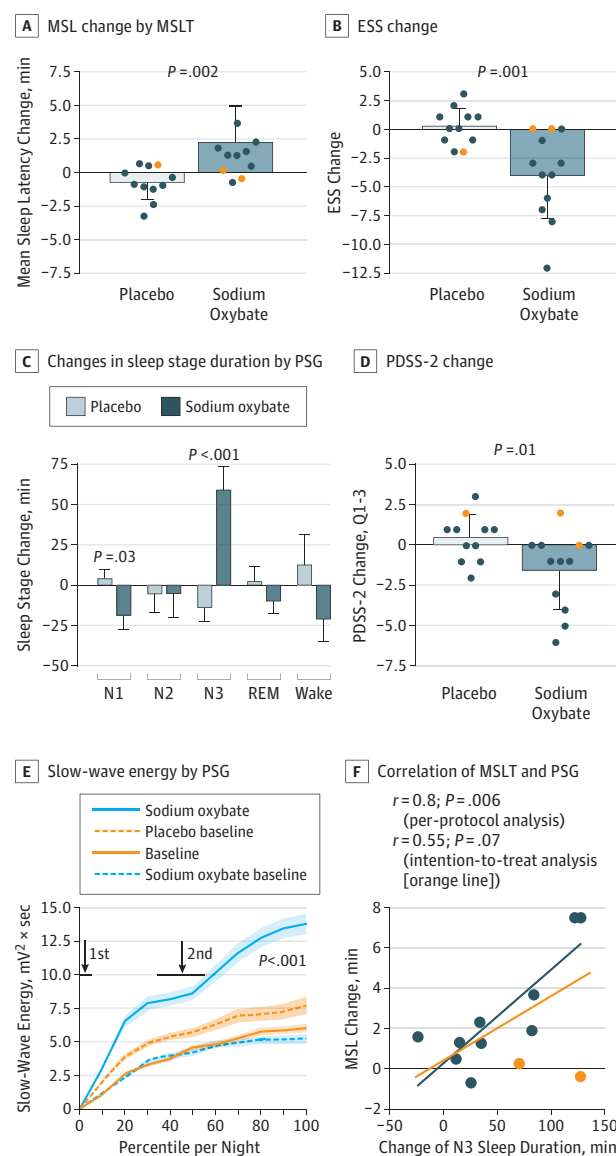 A MSL change by MSLT
7.5
5.0
2.5
0
−2.5
−5.0
−7.5
Mean Sleep Latency Change, min
P = .002
Placebo
Sodium
Oxybate
B ESS change
5.0
2.5
0
−2.5
−5.0
−7.5
−10.0
−12.5
ESS Change
P = .001
Placebo
Sodium
Oxybate
C Changes in sleep stage duration by PSG
Placebo
Sodium oxybate
75
50
25
0
−25
−50
Sleep Stage Change, min
P <.001
P = .03
N1
N2
N3
REM
Wake
D PDSS-2 change
5.0
2.5
0
−2.5
−5.0
−7.5
PDSS-2 Change, Q1-3
P = .01
Placebo
Sodium
Oxybate
E Slow-wave energy by PSG
Sodium oxybate
Placebo baseline
Baseline
Sodium oxybate baseline
15.0
12.5
10.0
7.5
5.0
2.5
0
Slow-Wave Energy, mV² × sec
1st
2nd
P<.001
0
20
40
60
80
100
Percentile per Night
F Correlation of MSLT and PSG
r = 0.8; P = .006
(per-protocol analysis)
r = 0.55; P = .07
(intention-to-treat analysis
[orange line])
8
6
4
2
0
−2
MSL Change, min
−50
0
50
100
150
Change of N3 Sleep Duration, min